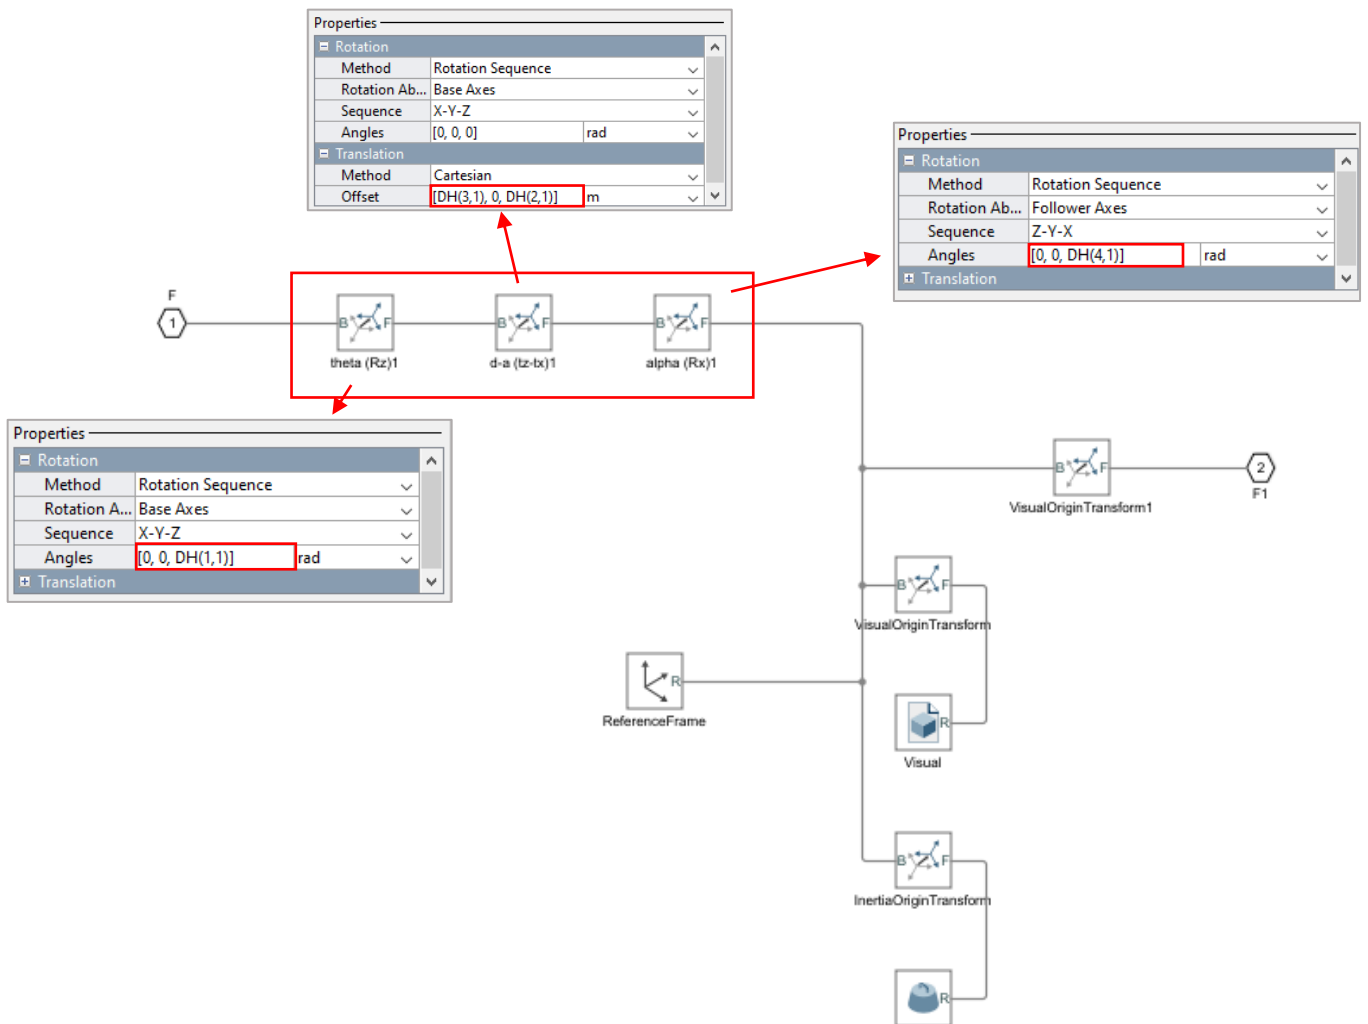 Properties
Rotation
Method Rotation Sequence
Rotation Ab... Base Axes
Sequence X-Y-Z
Angles [0, 0, 0] rad
Translation
Method Cartesian
Offset [DH(3,1), 0, DH(2,1)] m
Properties
Rotation
Method Rotation Sequence
Rotation Ab... Follower Axes
Sequence Z-Y-X
Angles [0, 0, DH(4,1)] rad
Translation
F
1
B F
theta (Rz)1
B F
d-a (tz-tx)1
B F
alpha (Rx)1
Properties
Rotation
Method Rotation Sequence
Rotation A... Base Axes
Sequence X-Y-Z
Angles [0, 0, DH(1,1)] rad
Translation
B F
VisualOriginTransform1
2
F1
B F
VisualOriginTransform
R
ReferenceFrame
R
Visual
B F
InertiaOriginTransform
R